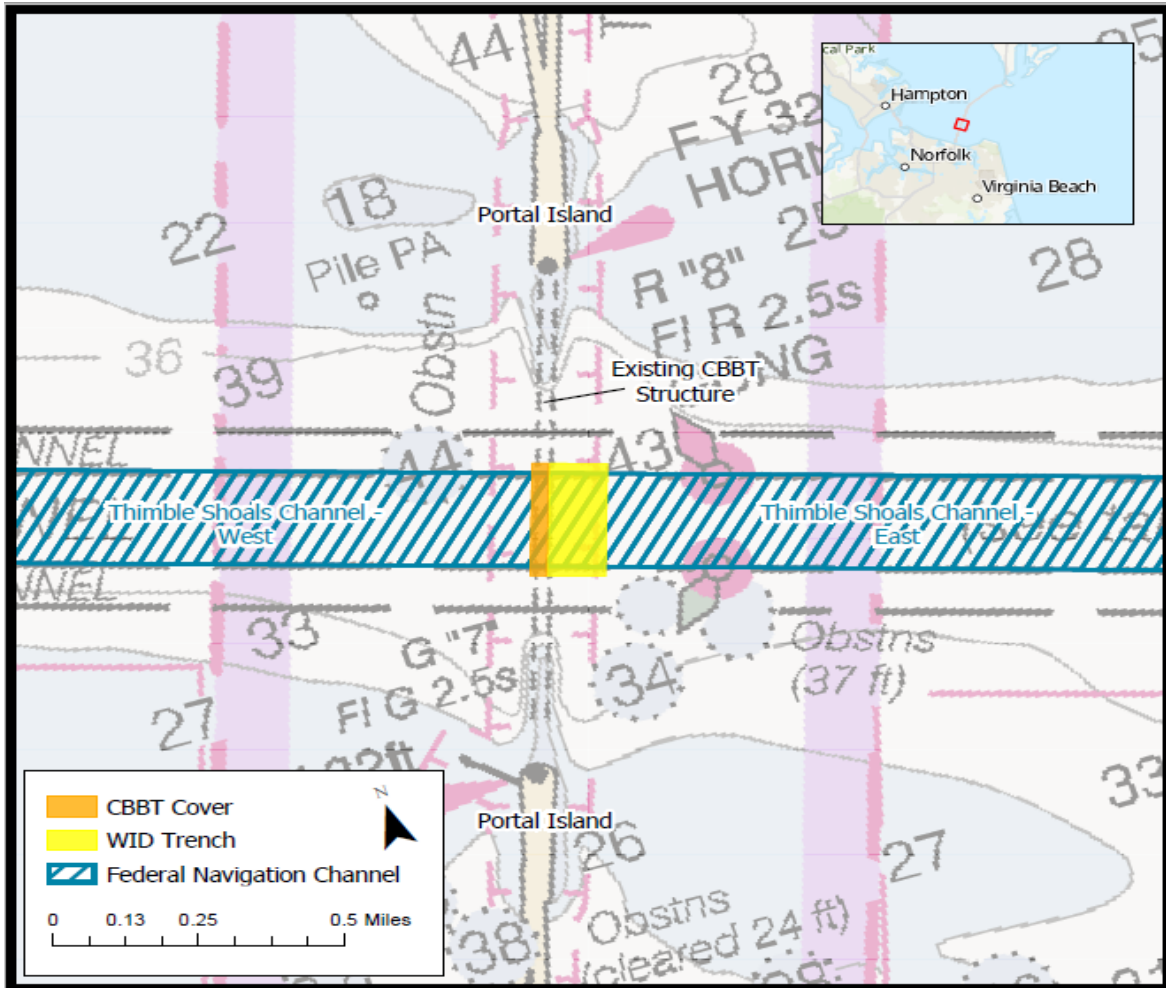 44
28
25
cal Park
Hampton
Norfolk
Virginia Beach
F Y 32
HORN
25
18
22
Portal Island
28
Pile PA
R "8"
Fl R 2.5s
Obstn
36
39
Existing CBBT
Structure
NNEL
44
43
Thimble Shoals Channel -
West
Thimble Shoals Channel -
East
NNEL
33
G "7"
Fl G 2.5s
34
Obstns
(37 ft)
27
33
Portal Island
26
27
Obstns
(cleared 24 ft)
38
CBBT Cover
WID Trench
Federal Navigation Channel
N
0 0.13 0.25 0.5 Miles